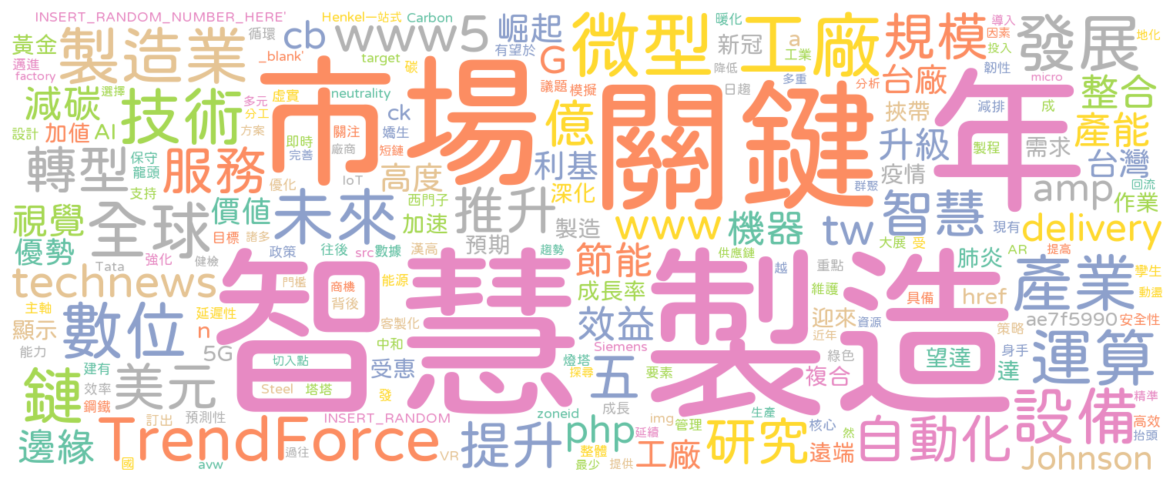 INSERT_RANDOM_NUMBER_HERE'
Henkel一站式
Carbon
暖化
導入
地化
黃金
製造業
循環
cb
www5
崛起
有望於
微型
工廠
新冠
a
工業
規模
因素
投入
發展
邁進
factory
_blank'
target
碳
G
議題
模擬
降低
日趨
多重
分析
台廠
韌性
micro
減碳
選擇
技術
多元
虛實
市場
neutrality
億
關鍵
挾帶
年
減排
成
整合
設計
加值
AI
分工
方案
即時
完善
關注
廠商
ck
短鏈
嬌生
利基
升級
製程
需求
產能
轉型
保守
龍頭
支持
服務
優化
IoT
高度
西門子
深化
疫情
群聚
台灣
回流
amp
作業
視覺
全球
價值
未來
加速
推升
製造
www
機器
tw
智慧
現有
delivery
優勢
目標
諸多
政策
往後
src
數據
漢高
預期
趨勢
供應鏈
大展
受
AR
提高
Tata
強化
健檢
智慧
製造
節能
越
重點
肺炎
孿生
technews
門檻
商機
背後
能源
成長率
維護
具備
href
產業
動盪
主軸
延遲性
顯示
n
數位
客製化
效益
迎來
資源
ae7f5990
安全性
能力
5G
中和
Siemens
近年
策略
綠色
切入點
受惠
燈塔
探尋
五
要素
複合
望達
達
身手
運算
鏈
建有
效率
鋼鐵
美元
Steel
塔塔
發
訂出
預測性
INSERT_RANDOM
zoneid
成長
img
管理
生產
核心
設備
精準
高效
抬頭
邊緣
TrendForce
過往
VR
提升
php
延續
研究
然
自動化
國
avw
整體
最少
提供
工廠
遠端
Johnson